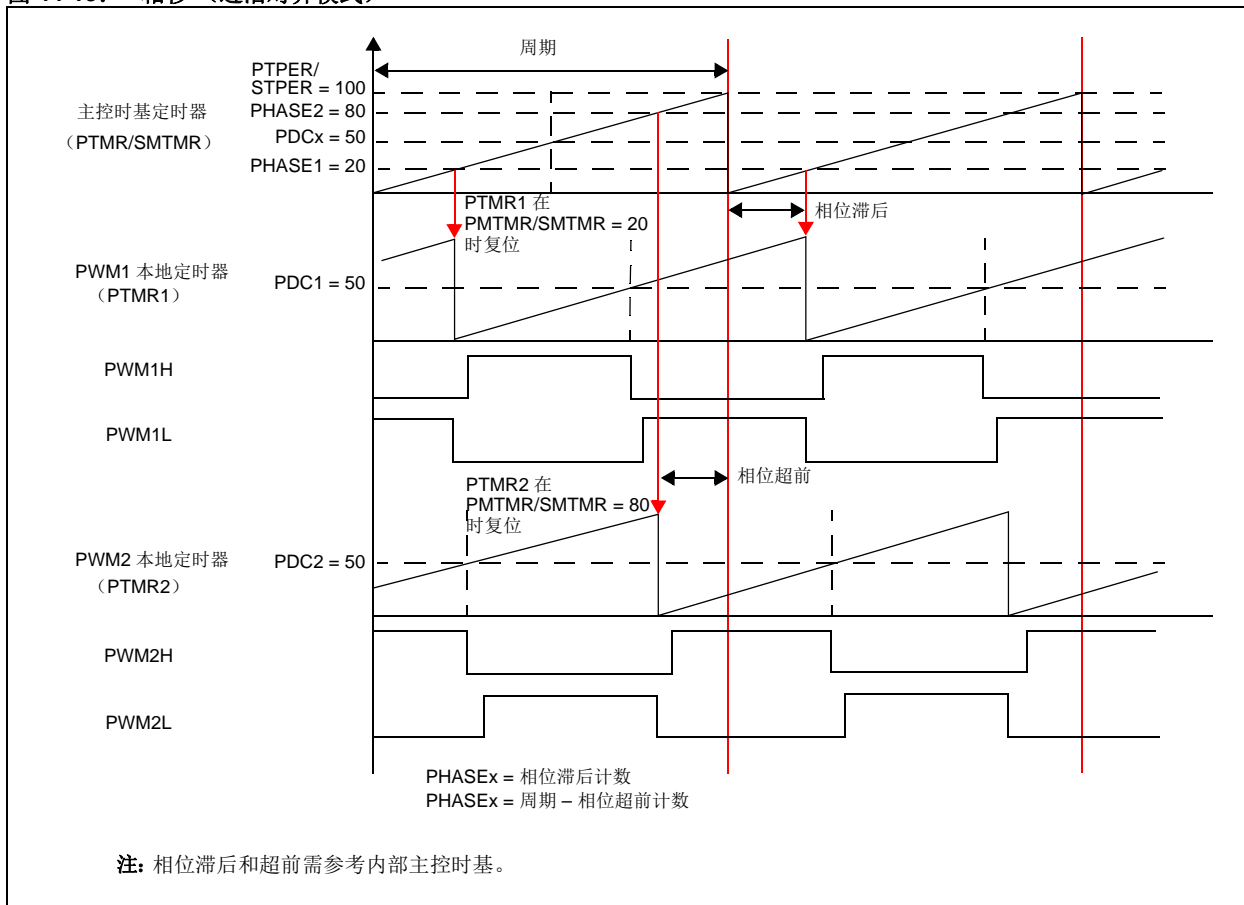 周期
PTPER/
STPER = 100
主控时基定时器
（PTMR/SMTMR）
PHASE2 = 80
PDCx = 50
PHASE1 = 20
PTMR1 在
PMTMR/SMTMR = 20
时复位
相位滞后
PWM1 本地定时器
（PTMR1）
PDC1 = 50
PWM1H
PWM1L
相位超前
PTMR2 在
PMTMR/SMTMR = 80
时复位
PWM2 本地定时器
（PTMR2）
PDC2 = 50
PWM2H
PWM2L
PHASEx = 相位滞后计数
PHASEx = 周期 – 相位超前计数
注: 相位滞后和超前需参考内部主控时基。